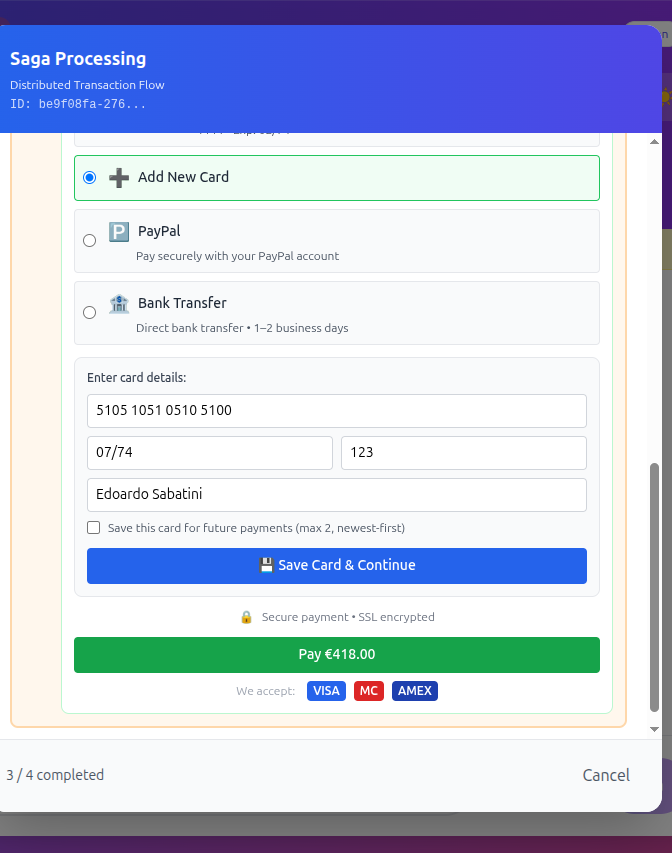 Saga Processing
Distributed Transaction Flow
ID: be9f08fa-276...
Add New Card
PayPal
Pay securely with your PayPal account
Bank Transfer
Direct bank transfer • 1–2 business days
Enter card details:
5105 1051 0510 5100
07/74 123
Edoardo Sabatini
Save this card for future payments (max 2, newest-first)
💾 Save Card & Continue
🔒 Secure payment • SSL encrypted
Pay €418.00
We accept: VISA MC AMEX
3 / 4 completed Cancel